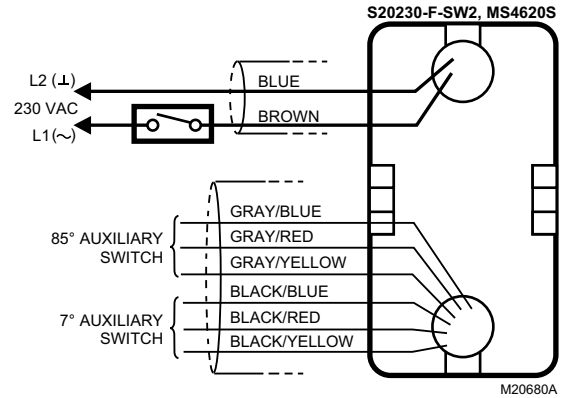 S20230-F-SW2, MS4620S
L2 (⊥)
BLUE
230 VAC
BROWN
L1(~)
GRAY/BLUE
85° AUXILIARY
SWITCH
GRAY/RED
GRAY/YELLOW
BLACK/BLUE
7° AUXILIARY
SWITCH
BLACK/RED
BLACK/YELLOW
M20680A